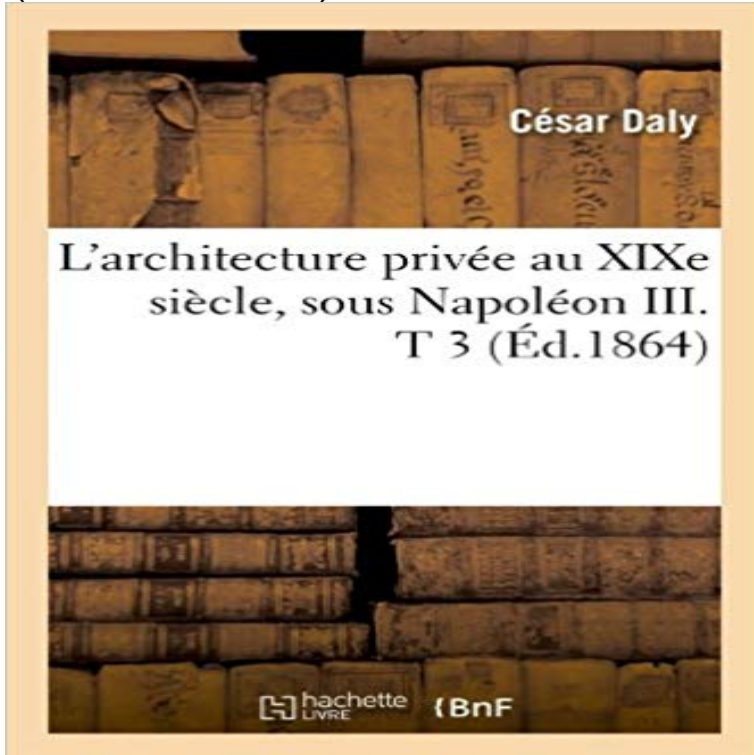 César Daly
L'architecture privée au XIXe
siècle, sous Napoléon III.
T 3 (Éd.1864)
hachette
LIVRE
{BnF